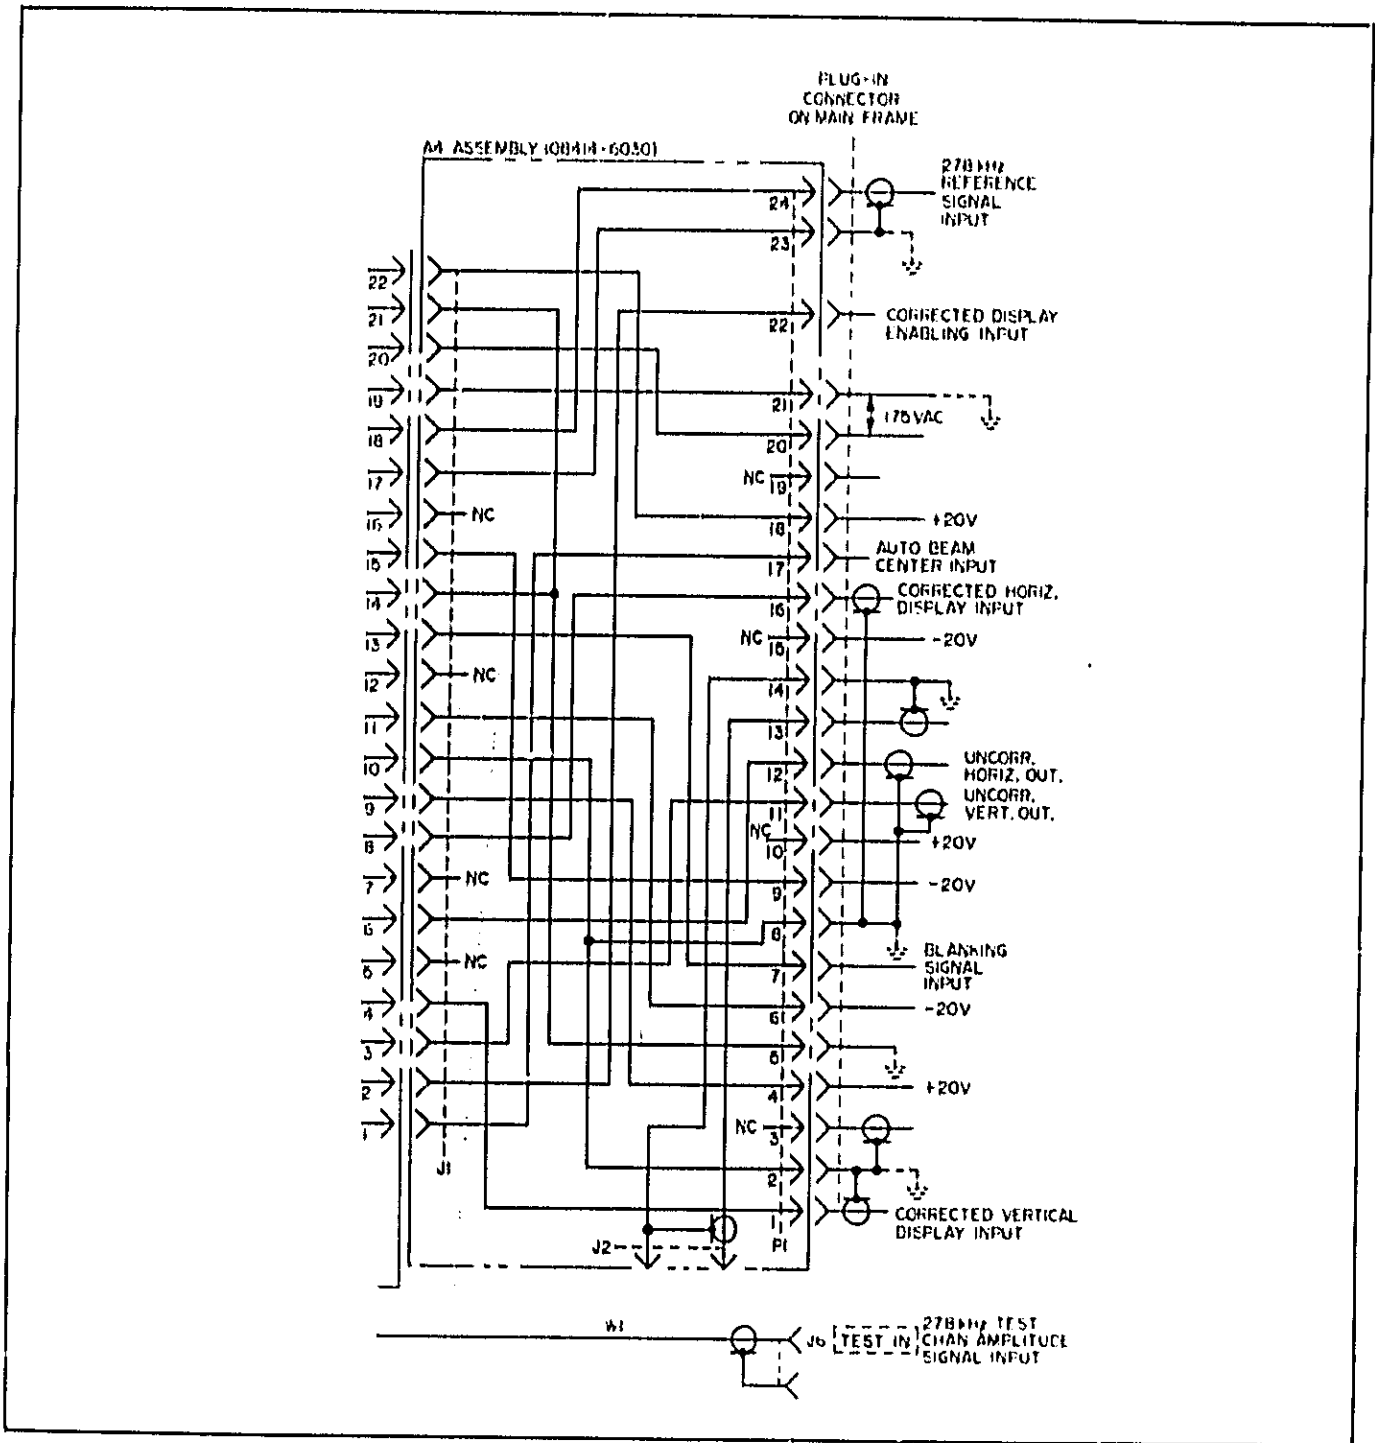 PLUG-IN
CONNECTOR
ON MAIN FRAME
A4 ASSEMBLY (08414-6030)
278 kHz
REFERENCE
SIGNAL
INPUT
24
23
22
21
20
19
18
17
16
15
14
13
12
11
10
9
8
7
6
5
4
3
2
1
NC
NC
NC
NC
J1
22
CORRECTED DISPLAY
ENABLING INPUT
21
175 VAC
20
NC
19
18
+20V
17
AUTO BEAM
CENTER INPUT
16
CORRECTED HORIZ.
DISPLAY INPUT
NC
15
-20V
14
13
12
UNCORR.
HORIZ. OUT.
11
UNCORR.
VERT. OUT.
NC
10
+20V
9
-20V
8
7
BLANKING
SIGNAL
INPUT
6
-20V
5
4
+20V
NC
3
2
1
CORRECTED VERTICAL
DISPLAY INPUT
J2
P1
W1
J6
TEST IN
278 kHz TEST
CHAN AMPLITUDE
SIGNAL INPUT